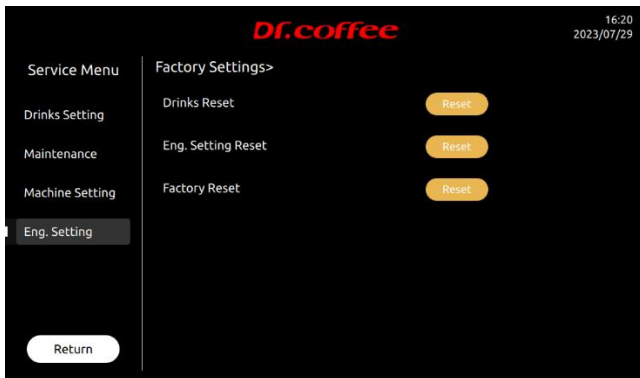 Dr.coffee
16:20
2023/07/29
Service Menu
Drinks Setting
Maintenance
Machine Setting
Eng. Setting
Return
Factory Settings>
Drinks Reset Reset
Eng. Setting Reset Reset
Factory Reset Reset